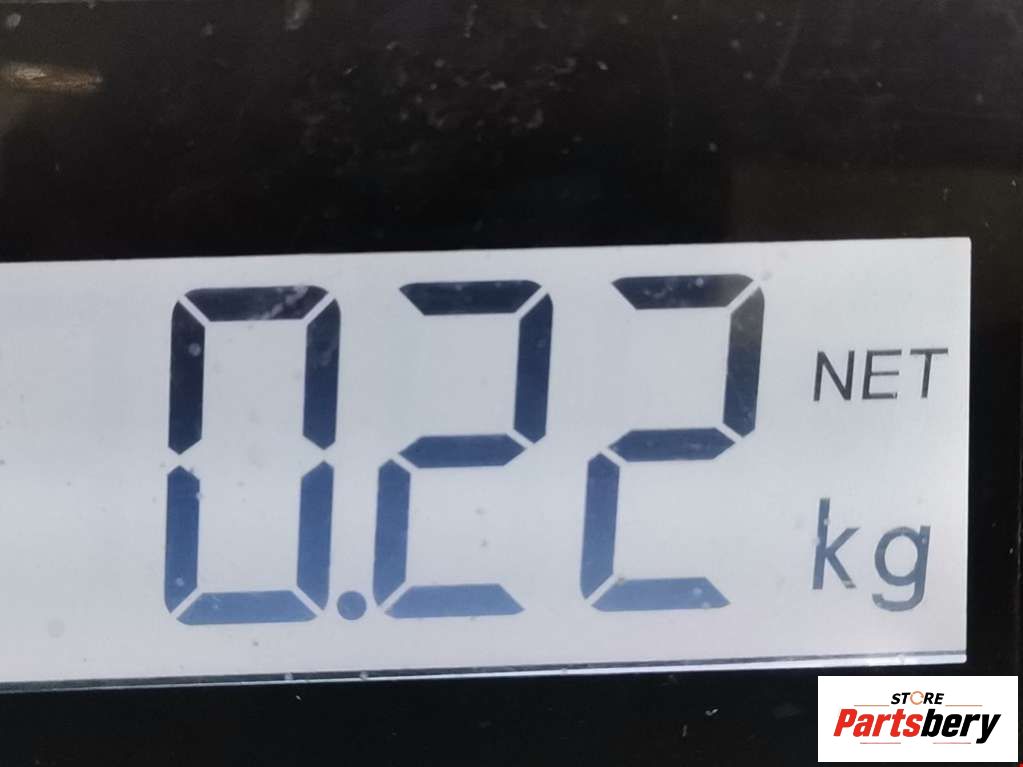 0.22 NET
kg
STORE
Partsbery